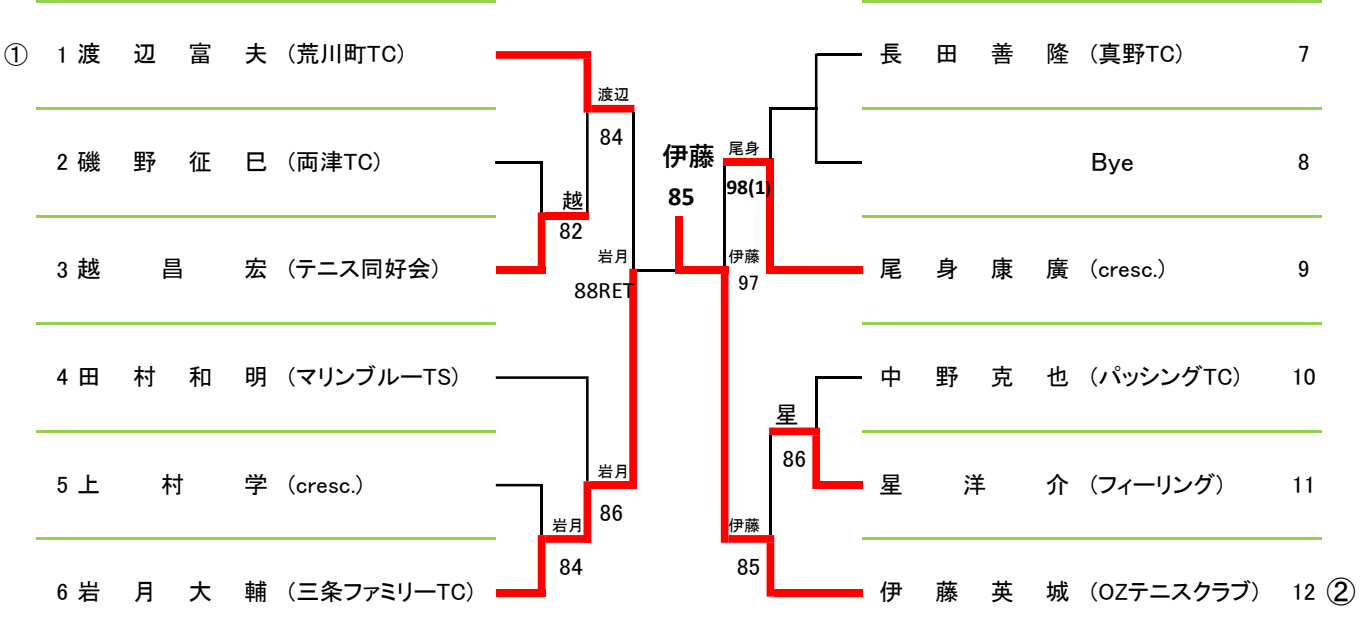 ① 1 渡 辺 富 夫 (荒川町TC)
長 田 善 隆 (真野TC) 7
渡辺
84
2 磯 野 征 巳 (両津TC)
伊藤
尾身
Bye 8
85
98(1)
越
82
3 越 昌 宏 (テニス同好会)
岩月
88RET
伊藤
97
尾 身 康 廣 (cresc.) 9
4 田 村 和 明 (マリンブルーTS)
中 野 克 也 (パッシングTC) 10
星
86
5 上 村 学 (cresc.)
岩月
86
星 洋 介 (フィーリング) 11
岩月
84
伊藤
85
6 岩 月 大 輔 (三条ファミリーTC)
伊 藤 英 城 (OZテニスクラブ) 12 ②